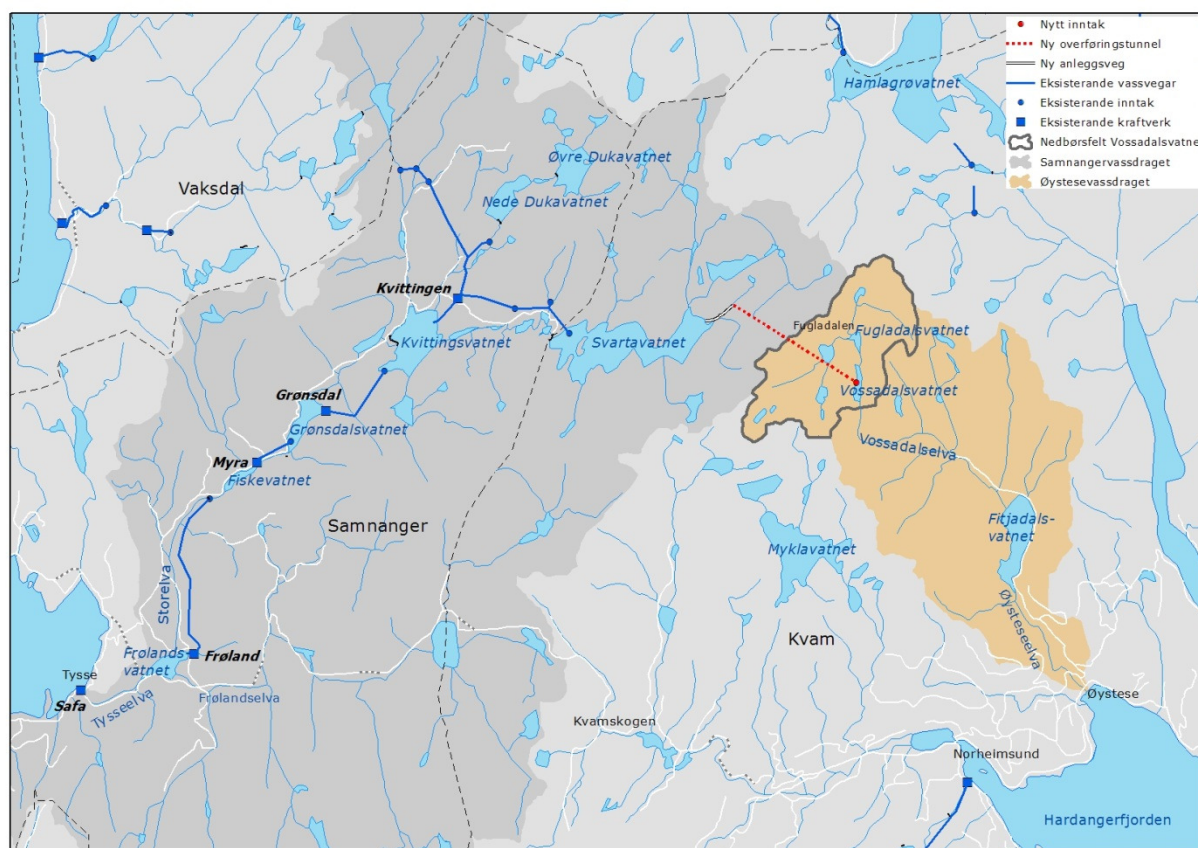 Nytt inntak
Ny overføringstunnel
Ny anleggsveg
Eksisterande vassvegar
Eksisterande inntak
Eksisterande kraftverk
Nedbørsfelt Vossadalsvatne
Samnangervassdraget
Øystesevassdraget
Hamlagrøvatnet
Øvre Dukavatnet
Vaksdal
Nede Dukavatnet
Kvittingen
Fugladalen
Fugladalsvatnet
Kvittingsvatnet
Svartavatnet
Grønsdal
Vossadalsvatnet
Grønsdalsvatnet
Vossadalselva
Myra
Fiskevatnet
Samnanger
Fitjadals-
vatnet
Myklavatnet
Storelva
Øysteseelva
Kvam
Frølands-
vatnet
Frøland
Tysse
Safa
Tysseelva
Frølandselva
Øystese
Kvamskogen
Norheimsund
Hardangerfjorden